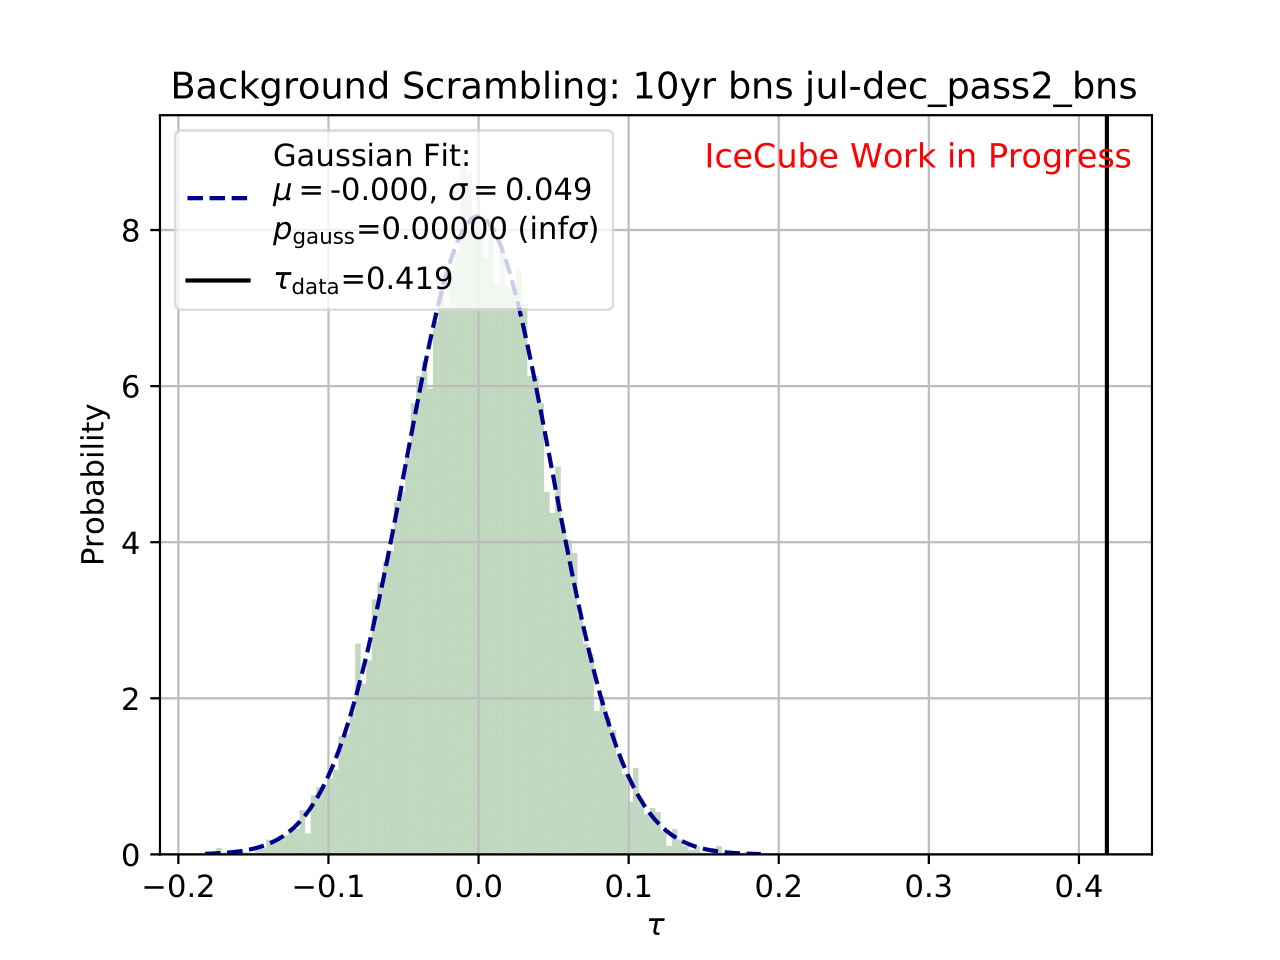 Background Scrambling: 10yr bns jul-dec_pass2_bns
Gaussian Fit:
μ = -0.000, σ = 0.049
p_gauss=0.00000 (infσ)
τ_data=0.419
IceCube Work in Progress
8
6
4
2
0
Probability
−0.2 −0.1 0.0 0.1 0.2 0.3 0.4
τ